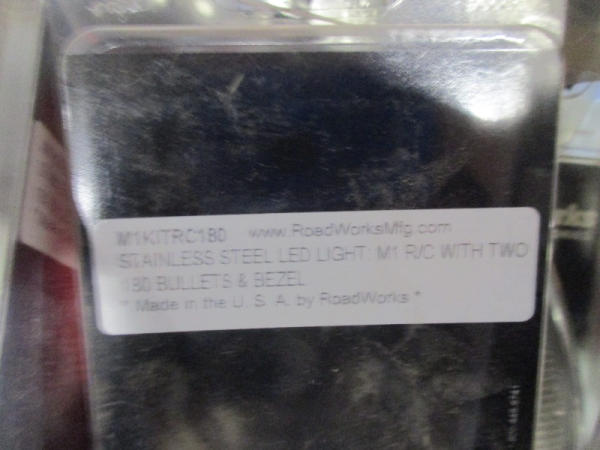 M1KITRC180 www.RoadWorksMfg.com
STAINLESS STEEL LED LIGHT: M1 R/C WITH TWO
180 BULLETS & BEZEL
* Made in the U. S. A. by RoadWorks *